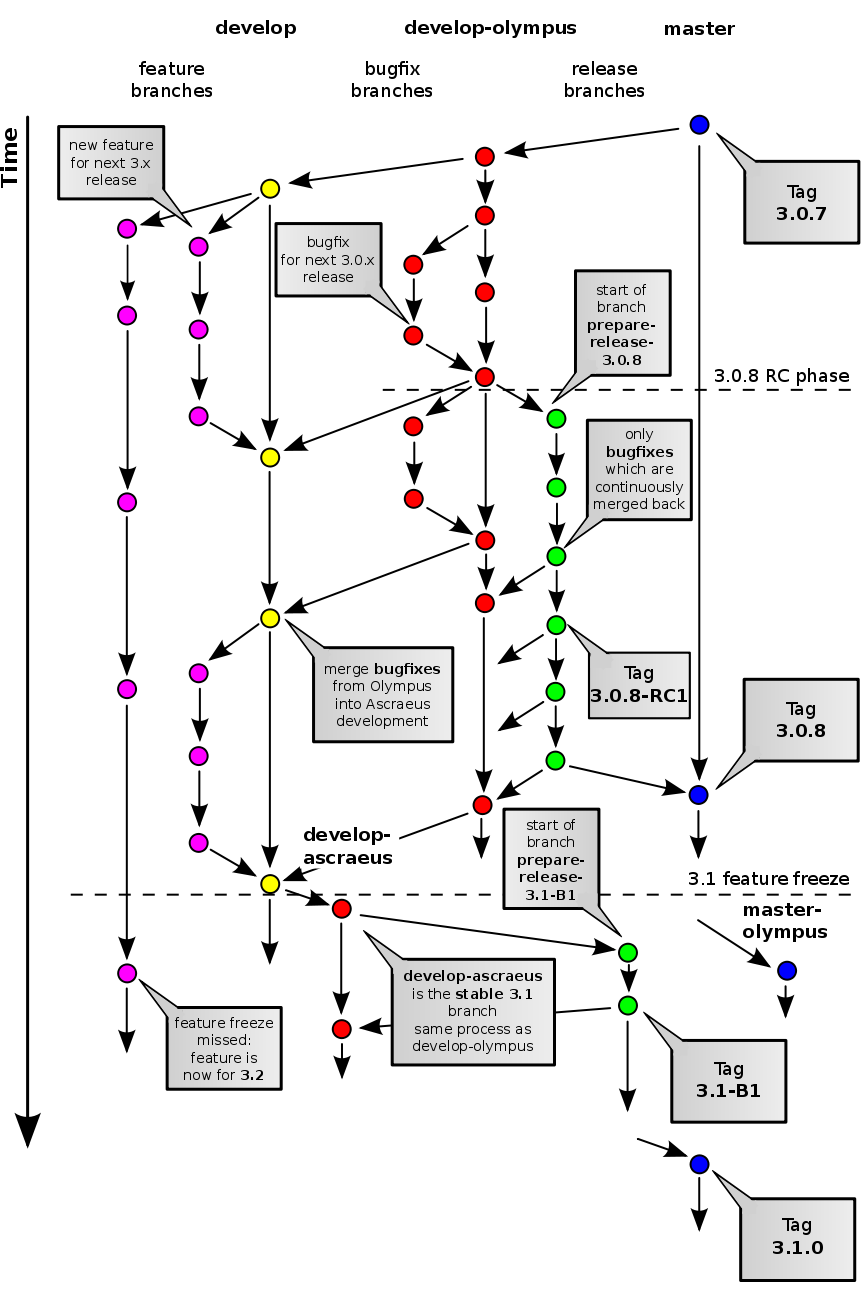 develop
develop-olympus
master
feature
branches
bugfix
branches
release
branches
Time
new feature
for next 3.x
release
Tag
3.0.7
bugfix
for next 3.0.x
release
start of
branch
prepare-
release-
3.0.8
3.0.8 RC phase
only
bugfixes
which are
continuously
merged back
merge bugfixes
from Olympus
into Ascraeus
development
Tag
3.0.8-RC1
Tag
3.0.8
develop-
ascraeus
start of
branch
prepare-
release-
3.1-B1
3.1 feature freeze
master-
olympus
develop-ascraeus
is the stable 3.1
branch
same process as
develop-olympus
feature freeze
missed:
feature is
now for 3.2
Tag
3.1-B1
Tag
3.1.0